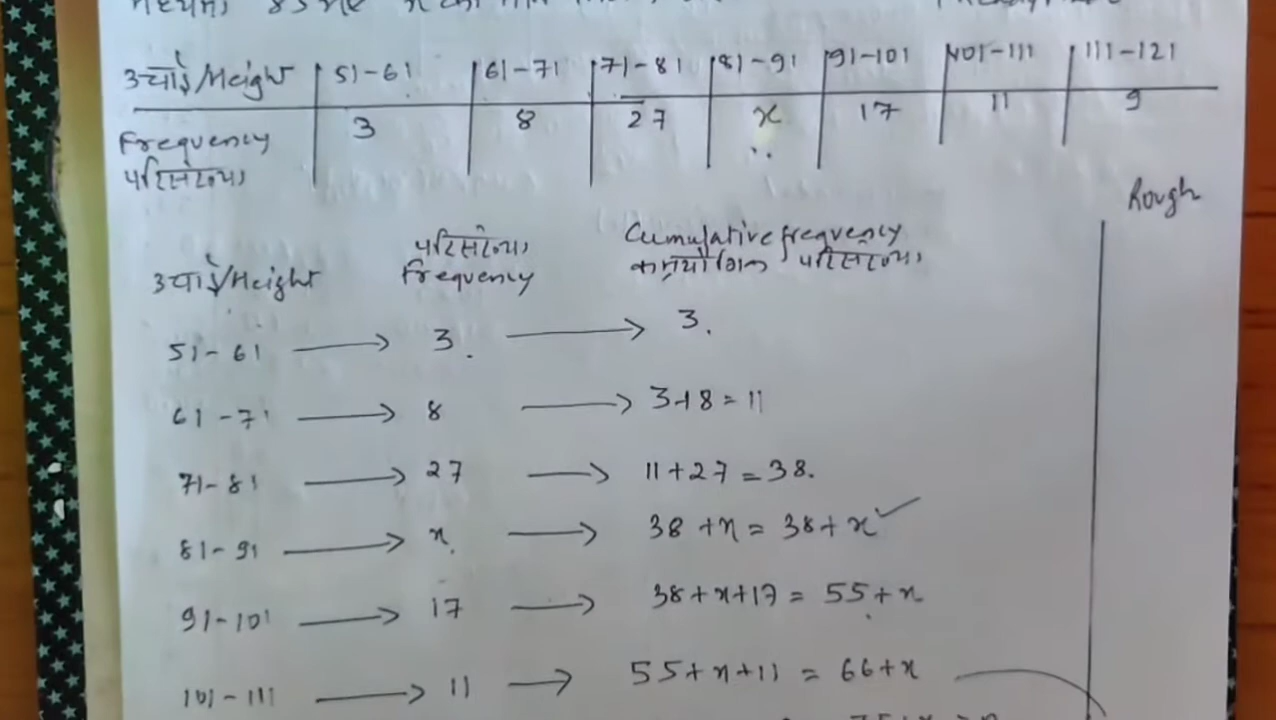 85
ऊचाई/Height 51-61 61-71 71-81 81-91 91-101 101-111 111-121
Frequency 3 8 27 x 17 11 9
परिसंख्या
Rough
परिसंख्या Cumulative frequency
ऊचाई/Height Frequency परिसंख्या
51-61 → 3. → 3.
61-71 → 8 → 3+8=11
71-81 → 27 → 11+27=38.
81-91 → x. → 38+x=38+x ✓
91-101 → 17 → 38+x+17=55+x
101-111 → 11 → 55+x+11=66+x